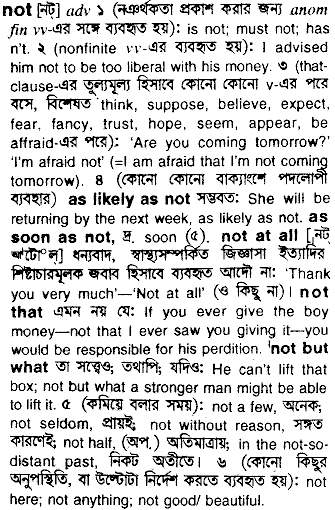 not [নট্] adv ১ (নঞর্থকতা প্রকাশ করার জন্য anom
fin vv-এর সঙ্গে ব্যবহৃত হয়): is not; must not; has
n't. ২ (nonfinite vv-এর ব্যবহৃত হয়): I advised
him not to be too liberal with his money. ৩ (that-
clause-এর তুল্যমূল্য হিসাবে কোনো কোনো v-এর পরে
বসে, বিশেষত think, suppose, believe, expect,
fear, fancy, trust, hope, seem, appear, be
affraid-এর পরে): 'Are you coming tomorrow?'
'I'm afraid not' (=I am afraid that I'm not coming
tomorrow). ৪ (কোনো কোনো বাক্যাংশে পদলোপী
ব্যবহার) as likely as not সম্ভবত: She will be
returning by the next week, as likely as not. as
soon as not, দ্র. soon (৫). not at all [নট্
আটোল্] ধন্যবাদ, স্বাস্থ্যসম্পর্কিত জিজ্ঞাসা ইত্যাদির
শিষ্টাচারমূলক জবাব হিসাবে ব্যবহৃত আদৌ না: 'Thank
you very much'—'Not at all' (ও কিছু না)। not
that এমন নয় যে: If you ever give the boy
money—not that I ever saw you giving it—you
would be responsible for his perdition. 'not but
what তা সত্ত্বেও; তথাপি; যদিও: He can't lift that
box; not but what a stronger man might be able
to lift it. ৫ (কমিয়ে বলার সময়): not a few, অনেক;
not seldom, প্রায়ই; not without reason, সঙ্গত
কারণেই; not half, (অপ.) অতিমাত্রায়; in the not-so-
distant past, নিকট অতীতে। ৬ (কোনো কিছুর
অনুপস্থিতি, বা উল্টোটা নির্দেশ করতে ব্যবহৃত হয়): not
here; not anything; not good/ beautiful.